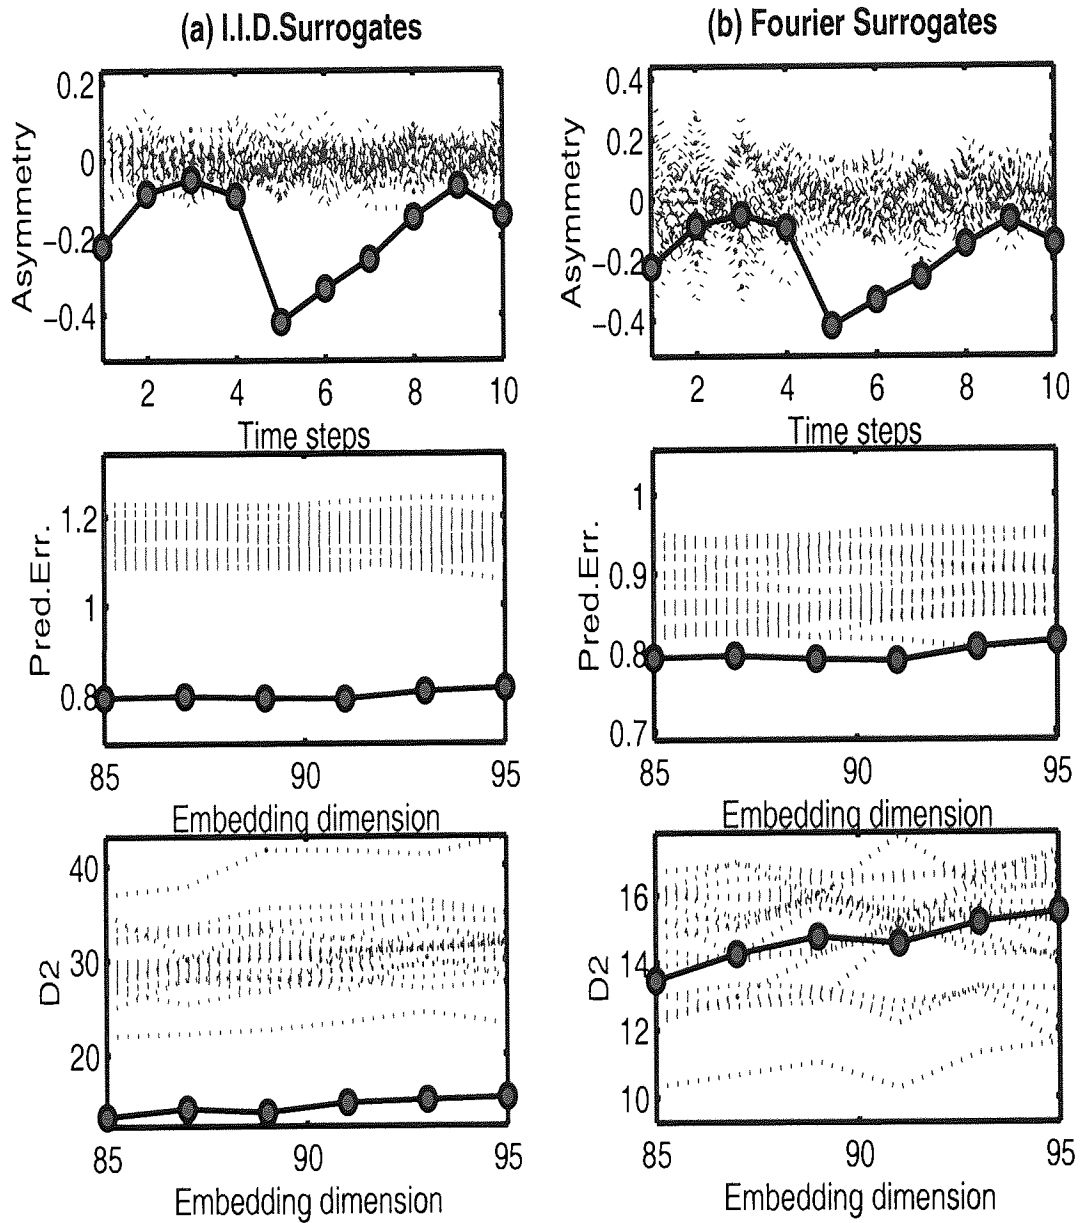 (a) I.I.D.Surrogates
0.2
0
−0.2
−0.4
Asymmetry
2 4 6 8 10
Time steps
(b) Fourier Surrogates
0.4
0.2
0
−0.2
−0.4
Asymmetry
2 4 6 8 10
Time steps
1.2
1
0.8
Pred.Err.
85 90 95
Embedding dimension
1
0.9
0.8
0.7
Pred.Err.
85 90 95
Embedding dimension
40
30
20
D2
85 90 95
Embedding dimension
16
14
12
10
D2
85 90 95
Embedding dimension